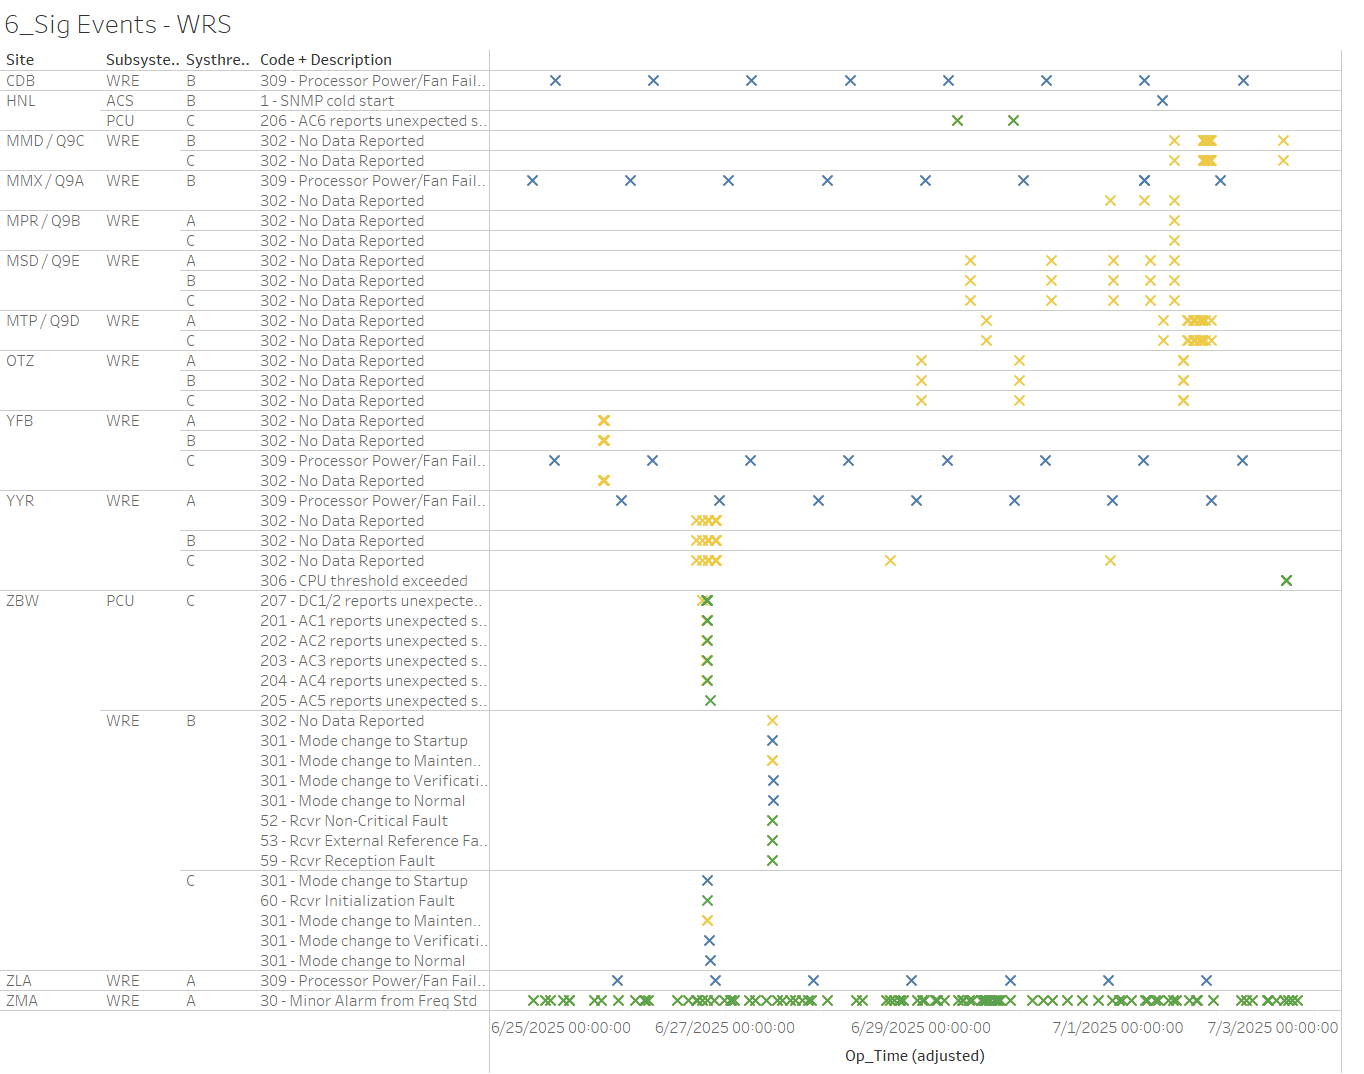 6_Sig Events - WRS
Site Subsyste.. Systhre.. Code + Description
CDB WRE B 309 - Processor Power/Fan Fail..
HNL ACS B 1 - SNMP cold start
PCU C 206 - AC6 reports unexpected s..
MMD / Q9C WRE B 302 - No Data Reported
C 302 - No Data Reported
MMX / Q9A WRE B 309 - Processor Power/Fan Fail..
302 - No Data Reported
MPR / Q9B WRE A 302 - No Data Reported
C 302 - No Data Reported
MSD / Q9E WRE A 302 - No Data Reported
B 302 - No Data Reported
C 302 - No Data Reported
MTP / Q9D WRE A 302 - No Data Reported
C 302 - No Data Reported
OTZ WRE A 302 - No Data Reported
B 302 - No Data Reported
C 302 - No Data Reported
YFB WRE A 302 - No Data Reported
B 302 - No Data Reported
C 309 - Processor Power/Fan Fail..
302 - No Data Reported
YYR WRE A 309 - Processor Power/Fan Fail..
302 - No Data Reported
B 302 - No Data Reported
C 302 - No Data Reported
306 - CPU threshold exceeded
ZBW PCU C 207 - DC1/2 reports unexpecte..
201 - AC1 reports unexpected s..
202 - AC2 reports unexpected s..
203 - AC3 reports unexpected s..
204 - AC4 reports unexpected s..
205 - AC5 reports unexpected s..
WRE B 302 - No Data Reported
301 - Mode change to Startup
301 - Mode change to Mainten..
301 - Mode change to Verificati..
301 - Mode change to Normal
52 - Rcvr Non-Critical Fault
53 - Rcvr External Reference Fa..
59 - Rcvr Reception Fault
C 301 - Mode change to Startup
60 - Rcvr Initialization Fault
301 - Mode change to Mainten..
301 - Mode change to Verificati..
301 - Mode change to Normal
ZLA WRE A 309 - Processor Power/Fan Fail..
ZMA WRE A 30 - Minor Alarm from Freq Std
6/25/2025 00:00:00 6/27/2025 00:00:00 6/29/2025 00:00:00 7/1/2025 00:00:00 7/3/2025 00:00:00
Op_Time (adjusted)